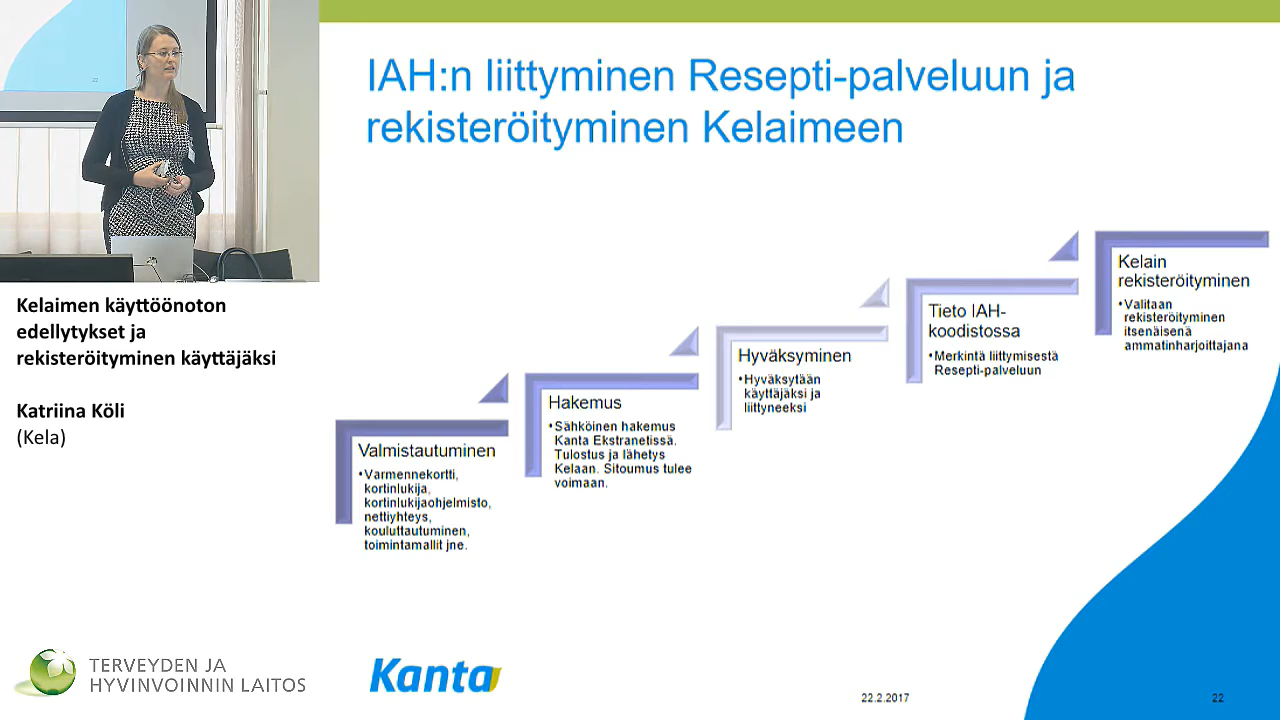 IAH:n liittyminen Resepti-palveluun ja
rekisteröityminen Kelaimeen
Kelaimen käyttöönoton
edellytykset ja
rekisteröityminen käyttäjäksi
Katriina Köli
(Kela)
Valmistautuminen
•Varmennekortti,
kortinlukija,
kortinlukijaohjelmisto,
nettiyhteys,
kouluttautuminen,
toimintamallit jne.
Hakemus
•Sähköinen hakemus
Kanta Ekstranetissä.
Tulostus ja lähetys
Kelaan. Sitoumus tulee
voimaan.
Hyväksyminen
•Hyväksytään
käyttäjäksi ja
liittyneeksi
Tieto IAH-
koodistossa
•Merkintä liittymisestä
Resepti-palveluun
Kelain
rekisteröityminen
•Valitaan
rekisteröityminen
itsenäisenä
ammatinharjoittajana
TERVEYDEN JA
HYVINVOINNIN LAITOS
Kanta
22.2.2017
22